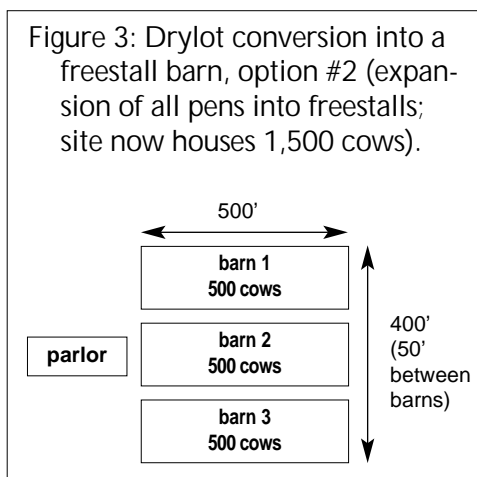 Figure 3: Drylot conversion into a
freestall barn, option #2 (expan-
sion of all pens into freestalls;
site now houses 1,500 cows).
500’
barn 1
500 cows
parlor
barn 2
500 cows
400’
(50’
between
barns)
barn 3
500 cows